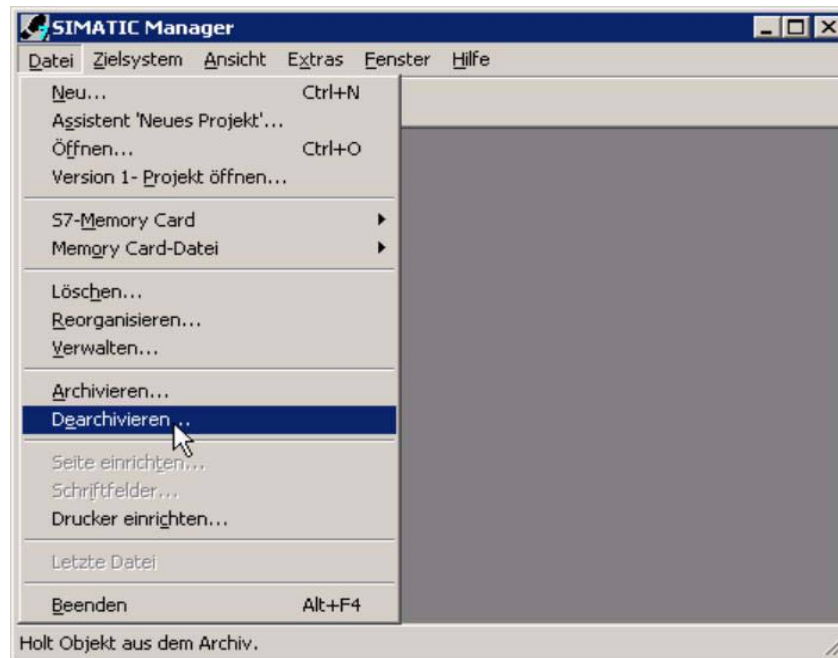 SIMATIC Manager
Datei Zielsystem Ansicht Extras Fenster Hilfe
Neu... Ctrl+N
Assistent 'Neues Projekt'...
Öffnen... Ctrl+O
Version 1- Projekt öffnen...
S7-Memory Card
Memory Card-Datei
Löschen...
Reorganisieren...
Verwalten...
Archivieren...
Dearchivieren...
Seite einrichten...
Schriftfelder...
Drucker einrichten...
Letzte Datei
Beenden Alt+F4
Holt Objekt aus dem Archiv.